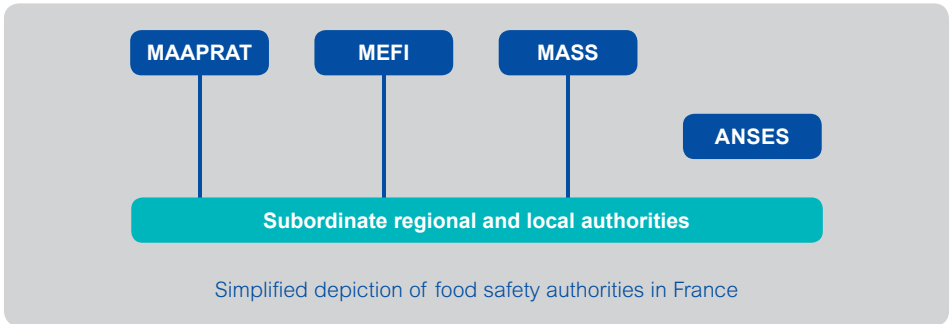 MAAPRAT
MEFI
MASS
ANSES
Subordinate regional and local authorities
Simplified depiction of food safety authorities in France